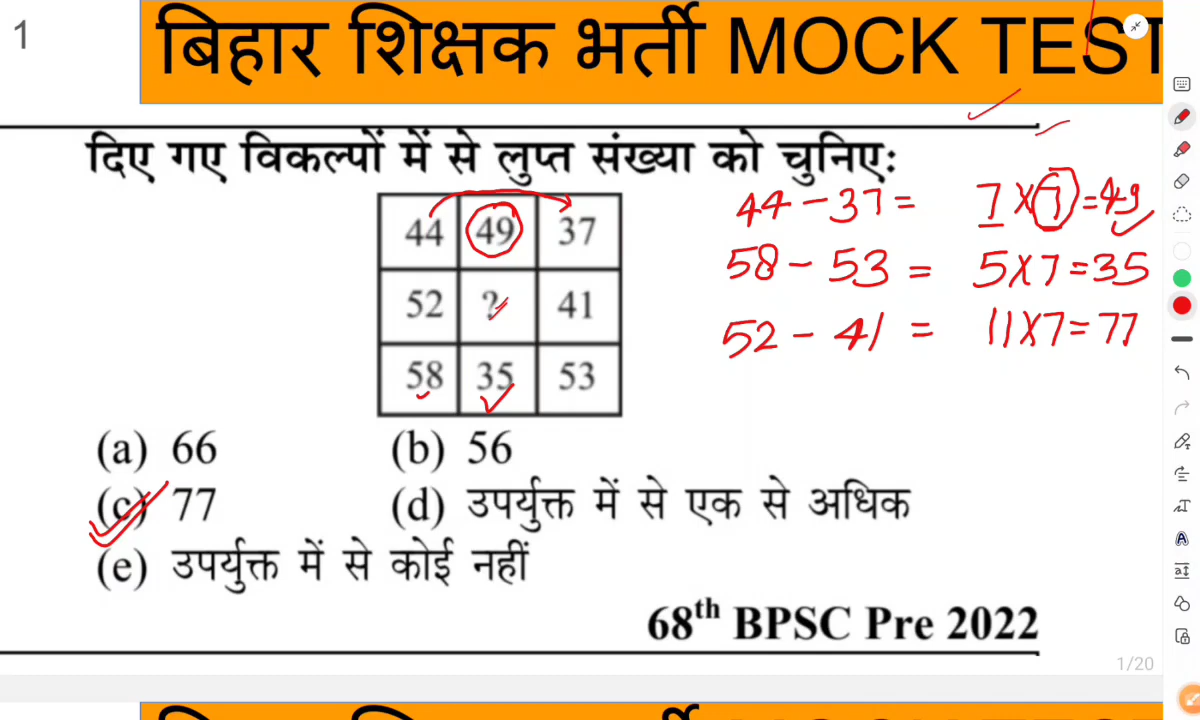 1
बिहार शिक्षक भर्ती MOCK TEST
दिए गए विकल्पों में से लुप्त संख्या को चुनिए:
44 49 37
52 ? 41
58 35 53
44 - 37 = 7 × 7 = 49
58 - 53 = 5 × 7 = 35
52 - 41 = 11 × 7 = 77
(a) 66 (b) 56
(c) 77 (d) उपर्युक्त में से एक से अधिक
(e) उपर्युक्त में से कोई नहीं
68th BPSC Pre 2022
1/20